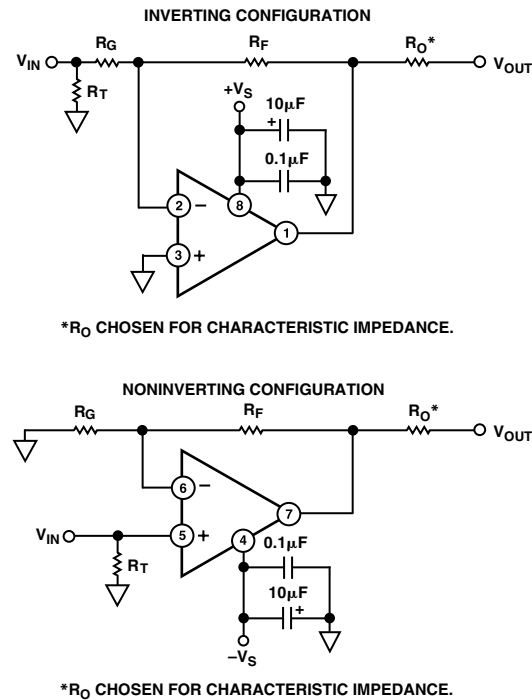 INVERTING CONFIGURATION
VIN
RG
RF
RO*
VOUT
RT
+VS
10µF
+
0.1µF
2
−
8
1
3
+
*RO CHOSEN FOR CHARACTERISTIC IMPEDANCE.
NONINVERTING CONFIGURATION
RG
RF
RO*
VOUT
6
−
7
VIN
5
+
4
0.1µF
RT
10µF
+
−VS
*RO CHOSEN FOR CHARACTERISTIC IMPEDANCE.